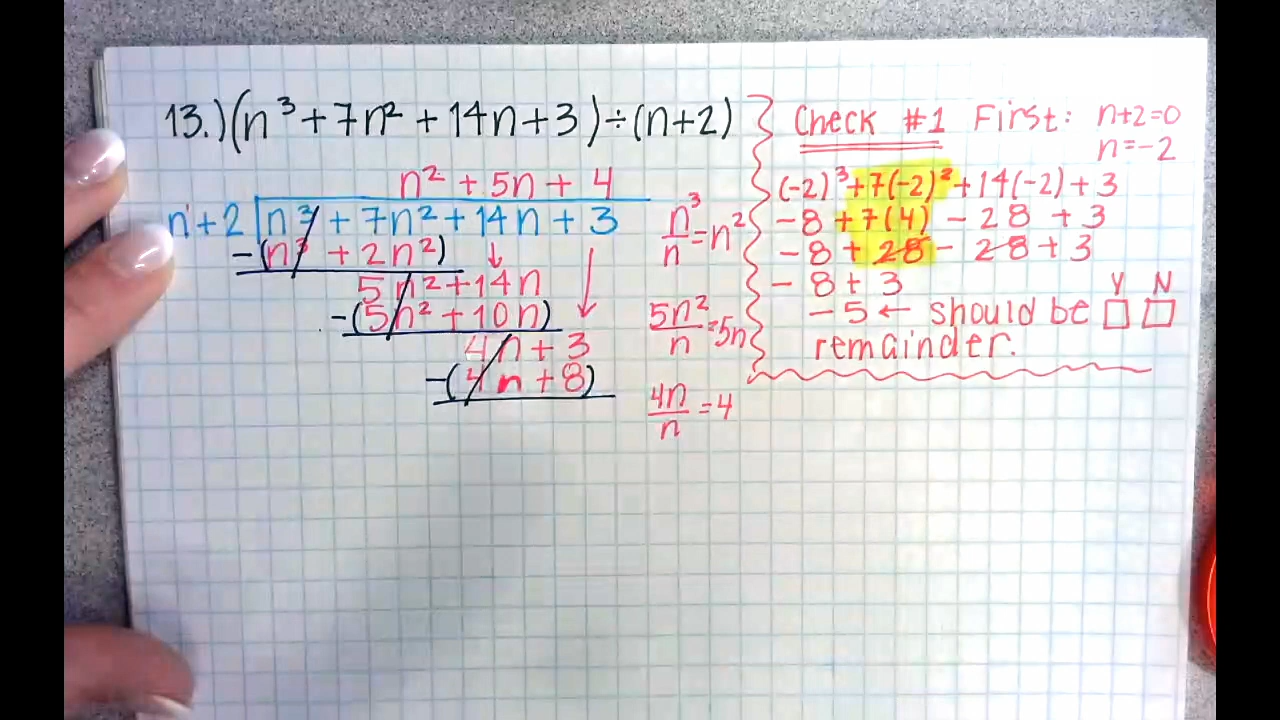 13.) (n³ + 7n² + 14n + 3) ÷ (n+2)
n² + 5n + 4
n + 2 n³ + 7n² + 14n + 3
-(n³ + 2n²)
5n² + 14n
-(5n² + 10n)
4n + 3
-(4n + 8)
n³/n = n²
5n²/n = 5n
4n/n = 4
Check #1 First: n+2=0
n=-2
(-2)³+7(-2)²+14(-2)+3
-8 +7(4) - 28 +3
-8 + 28 - 28 + 3
-8 + 3 Y N
-5 ← should be
remainder.